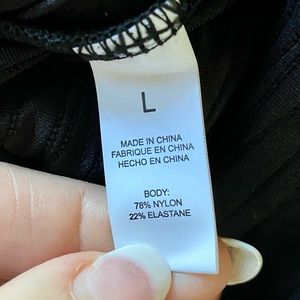 L
MADE IN CHINA
FABRIQUE EN CHINA
HECHO EN CHINA
BODY:
78% NYLON
22% ELASTANE